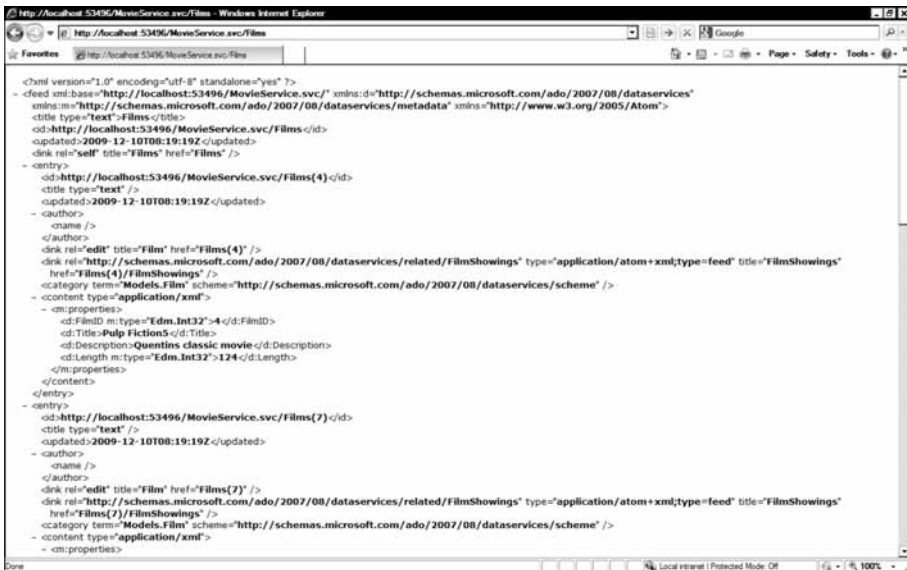 http://localhost:53496/MovieService.svc/Films - Windows Internet Explorer
http://localhost:53496/MovieService.svc/Films
Google
Favorites http://localhost:53496/MovieService.svc/Films
Page Safety Tools
<?xml version="1.0" encoding="utf-8" standalone="yes" ?>
- <feed xml:base="http://localhost:53496/MovieService.svc/" xmlns:d="http://schemas.microsoft.com/ado/2007/08/dataservices"
xmlns:m="http://schemas.microsoft.com/ado/2007/08/dataservices/metadata" xmlns="http://www.w3.org/2005/Atom">
<title type="text">Films</title>
<id>http://localhost:53496/MovieService.svc/Films</id>
<updated>2009-12-10T08:19:19Z</updated>
<link rel="self" title="Films" href="Films" />
- <entry>
<id>http://localhost:53496/MovieService.svc/Films(4)</id>
<title type="text" />
<updated>2009-12-10T08:19:19Z</updated>
- <author>
<name />
</author>
<link rel="edit" title="Film" href="Films(4)" />
<link rel="http://schemas.microsoft.com/ado/2007/08/dataservices/related/FilmShowings" type="application/atom+xml;type=feed" title="FilmShowings"
href="Films(4)/FilmShowings" />
<category term="Models.Film" scheme="http://schemas.microsoft.com/ado/2007/08/dataservices/scheme" />
- <content type="application/xml">
- <m:properties>
<d:FilmID m:type="Edm.Int32">4</d:FilmID>
<d:Title>Pulp Fiction5</d:Title>
<d:Description>Quentins classic movie</d:Description>
<d:Length m:type="Edm.Int32">124</d:Length>
</m:properties>
</content>
</entry>
- <entry>
<id>http://localhost:53496/MovieService.svc/Films(7)</id>
<title type="text" />
<updated>2009-12-10T08:19:19Z</updated>
- <author>
<name />
</author>
<link rel="edit" title="Film" href="Films(7)" />
<link rel="http://schemas.microsoft.com/ado/2007/08/dataservices/related/FilmShowings" type="application/atom+xml;type=feed" title="FilmShowings"
href="Films(7)/FilmShowings" />
<category term="Models.Film" scheme="http://schemas.microsoft.com/ado/2007/08/dataservices/scheme" />
- <content type="application/xml">
- <m:properties>
Done Local intranet | Protected Mode: Off 100%